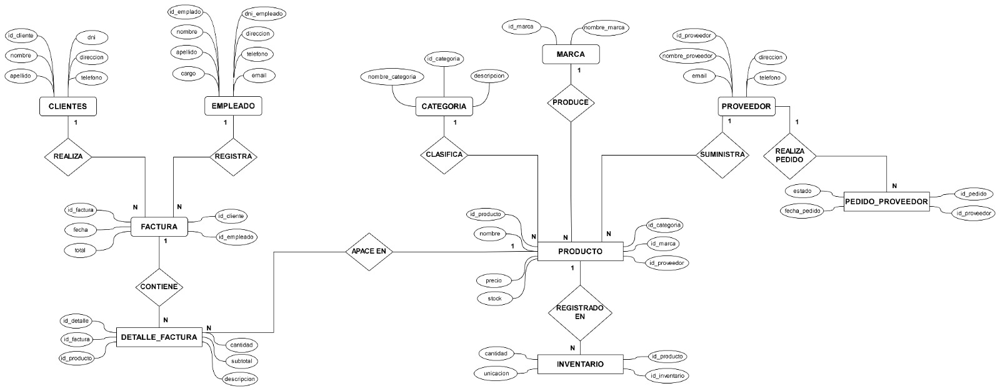 id_emplado
dni_empleado
id_cliente
dni
nombre
direccion
nombre
direccion
apellido
telefono
apellido
telefono
cargo
email
CLIENTES
EMPLEADO
1
1
REALIZA
REGISTRA
N
N
id_factura
fecha
total
FACTURA
id_cliente
id_empleado
1
CONTIENE
N
id_detalle
id_factura
id_producto
DETALLE_FACTURA
N
cantidad
subtotal
descripcion
APACE EN
1
id_marca
nombre_marca
MARCA
1
PRODUCE
N
nombre_categoria
id_categoria
descripcion
CATEGORIA
1
CLASIFICA
N
id_proveedor
nombre_proveedor
email
direccion
telefono
PROVEEDOR
1
1
SUMINISTRA
N
REALIZA
PEDIDO
N
estado
fecha_pedido
PEDIDO_PROVEEDOR
id_pedido
id_proveedor
id_producto
nombre
precio
stock
PRODUCTO
id_categoria
id_marca
id_proveedor
1
REGISTRADO
EN
N
cantidad
unicacion
INVENTARIO
id_producto
id_inventario